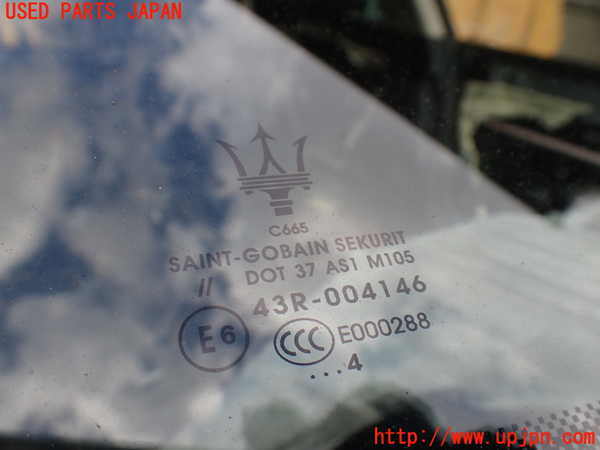 USED PARTS JAPAN
C665
SAINT-GOBAIN SEKURIT
// DOT 37 AS1 M105
43R-004146
E6 CCC E000288
...4
http://www.upjpn.com/